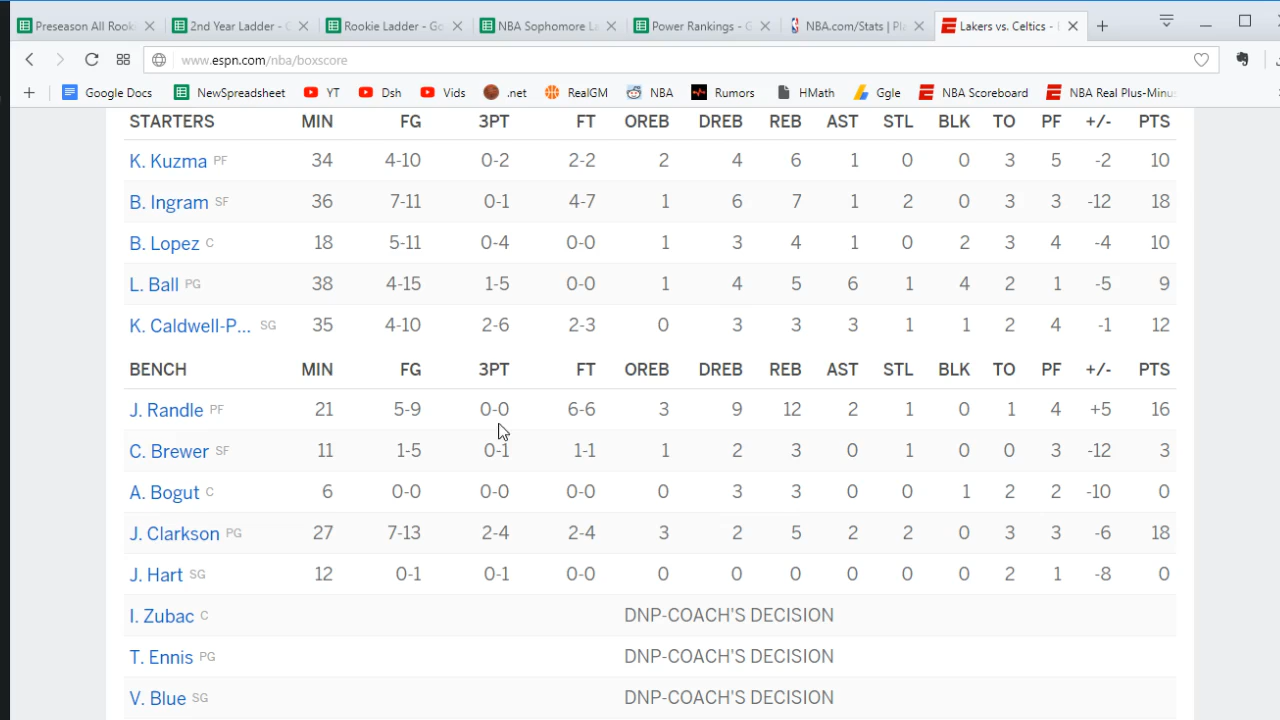 Preseason All Rook
2nd Year Ladder - G
Rookie Ladder - Go
NBA Sophomore La
Power Rankings - G
NBA.com/Stats | Pla
Lakers vs. Celtics -
www.espn.com/nba/boxscore
Google Docs NewSpreadsheet YT Dsh Vids .net RealGM NBA Rumors HMath Ggle NBA Scoreboard NBA Real Plus-Minus
STARTERS MIN FG 3PT FT OREB DREB REB AST STL BLK TO PF +/- PTS
K. Kuzma PF 34 4-10 0-2 2-2 2 4 6 1 0 0 3 5 -2 10
B. Ingram SF 36 7-11 0-1 4-7 1 6 7 1 2 0 3 3 -12 18
B. Lopez C 18 5-11 0-4 0-0 1 3 4 1 0 2 3 4 -4 10
L. Ball PG 38 4-15 1-5 0-0 1 4 5 6 1 4 2 1 -5 9
K. Caldwell-P... SG 35 4-10 2-6 2-3 0 3 3 3 1 1 2 4 -1 12
BENCH MIN FG 3PT FT OREB DREB REB AST STL BLK TO PF +/- PTS
J. Randle PF 21 5-9 0-0 6-6 3 9 12 2 1 0 1 4 +5 16
C. Brewer SF 11 1-5 0-1 1-1 1 2 3 0 1 0 0 3 -12 3
A. Bogut C 6 0-0 0-0 0-0 0 3 3 0 0 1 2 2 -10 0
J. Clarkson PG 27 7-13 2-4 2-4 3 2 5 2 2 0 3 3 -6 18
J. Hart SG 12 0-1 0-1 0-0 0 0 0 0 0 0 2 1 -8 0
I. Zubac C DNP-COACH'S DECISION
T. Ennis PG DNP-COACH'S DECISION
V. Blue SG DNP-COACH'S DECISION